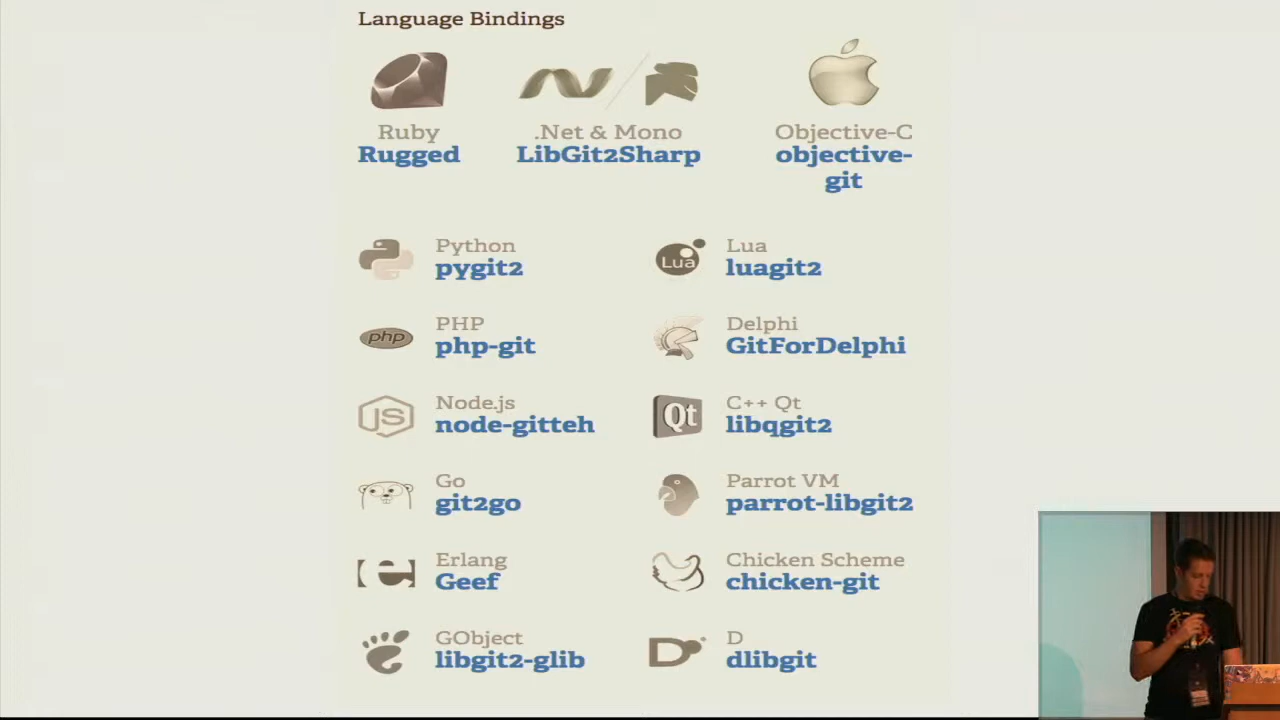 Language Bindings
Ruby
Rugged
.Net & Mono
LibGit2Sharp
Objective-C
objective-
git
Python
pygit2
Lua
Lua
luagit2
php
PHP
php-git
Delphi
GitForDelphi
JS
Node.js
node-gitteh
Qt
C++ Qt
libqgit2
Go
git2go
Parrot VM
parrot-libgit2
e
Erlang
Geef
Chicken Scheme
chicken-git
GObject
libgit2-glib
D
D
dlibgit